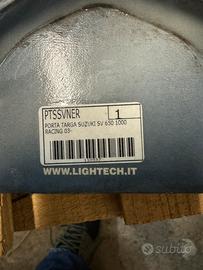 PTSSVNER
1
PORTA TARGA SUZUKI SV 650 1000
RACING 03-
WWW.LIGHTECH.IT
subito